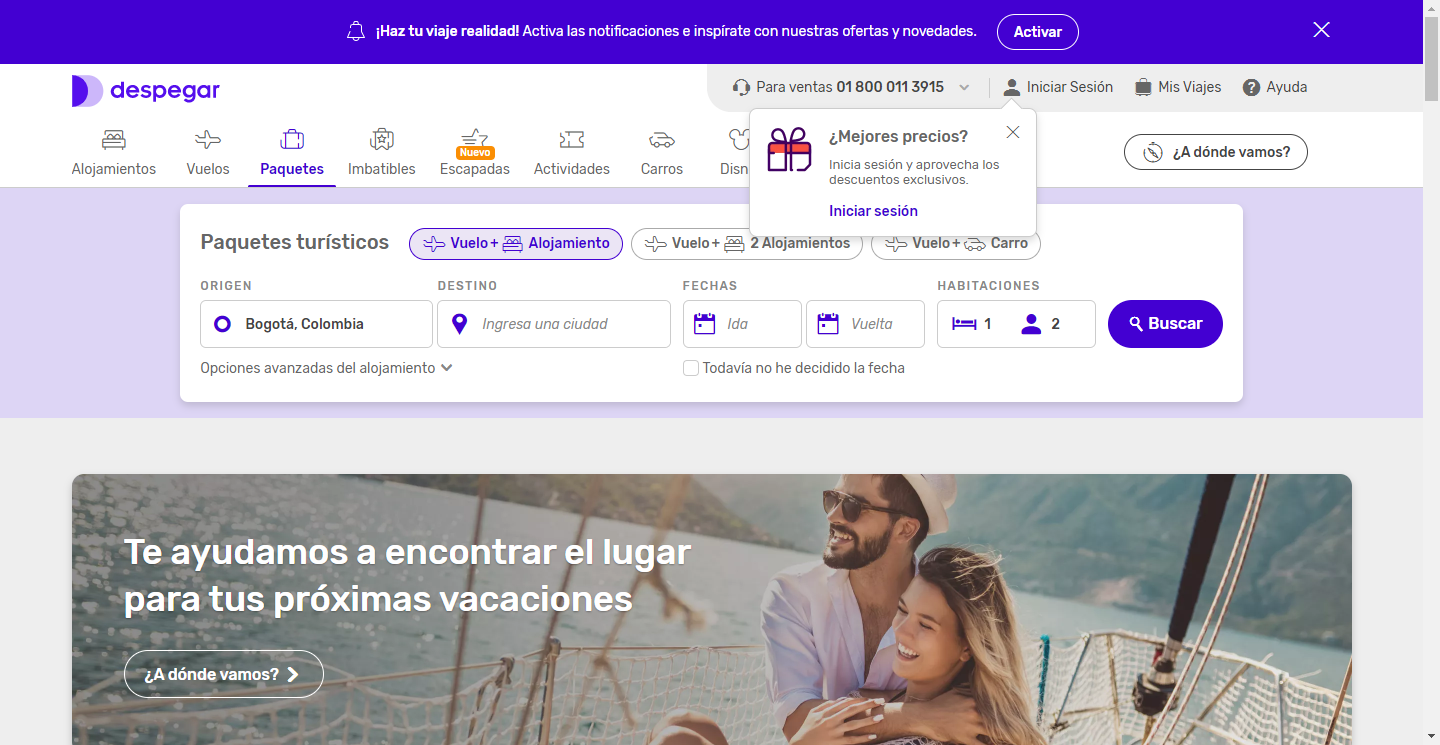 ¡Haz tu viaje realidad! Activa las notificaciones e inspírate con nuestras ofertas y novedades.
Activar
despegar
Para ventas 01 800 011 3915
Iniciar Sesión
Mis Viajes
Ayuda
Alojamientos
Vuelos
Paquetes
Imbatibles
Nuevo
Escapadas
Actividades
Carros
Disn
¿Mejores precios?
Inicia sesión y aprovecha los
descuentos exclusivos.
Iniciar sesión
¿A dónde vamos?
Paquetes turísticos
Vuelo + Alojamiento
Vuelo + 2 Alojamientos
Vuelo + Carro
ORIGEN
DESTINO
FECHAS
HABITACIONES
Bogotá, Colombia
Ingresa una ciudad
Ida
Vuelta
1
2
Buscar
Opciones avanzadas del alojamiento
Todavía no he decidido la fecha
Te ayudamos a encontrar el lugar
para tus próximas vacaciones
¿A dónde vamos?